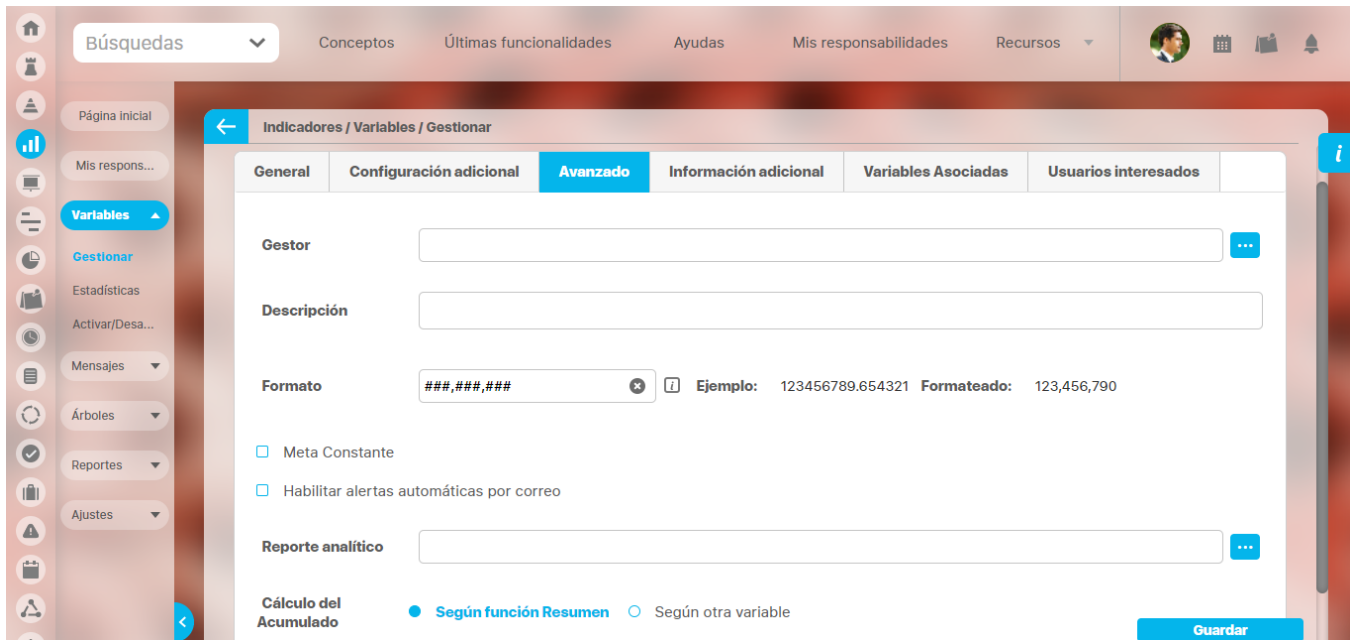 Búsquedas
Conceptos
Últimas funcionalidades
Ayudas
Mis responsabilidades
Recursos
Página inicial
Mis respons...
Variables
Gestionar
Estadísticas
Activar/Desa...
Mensajes
Árboles
Reportes
Ajustes
Indicadores / Variables / Gestionar
i
General
Configuración adicional
Avanzado
Información adicional
Variables Asociadas
Usuarios interesados
Gestor
...
Descripción
Formato
###,###,###
i
Ejemplo: 123456789.654321 Formateado: 123,456,790
Meta Constante
Habilitar alertas automáticas por correo
Reporte analítico
...
Cálculo del
Acumulado
Según función Resumen
Según otra variable
Guardar